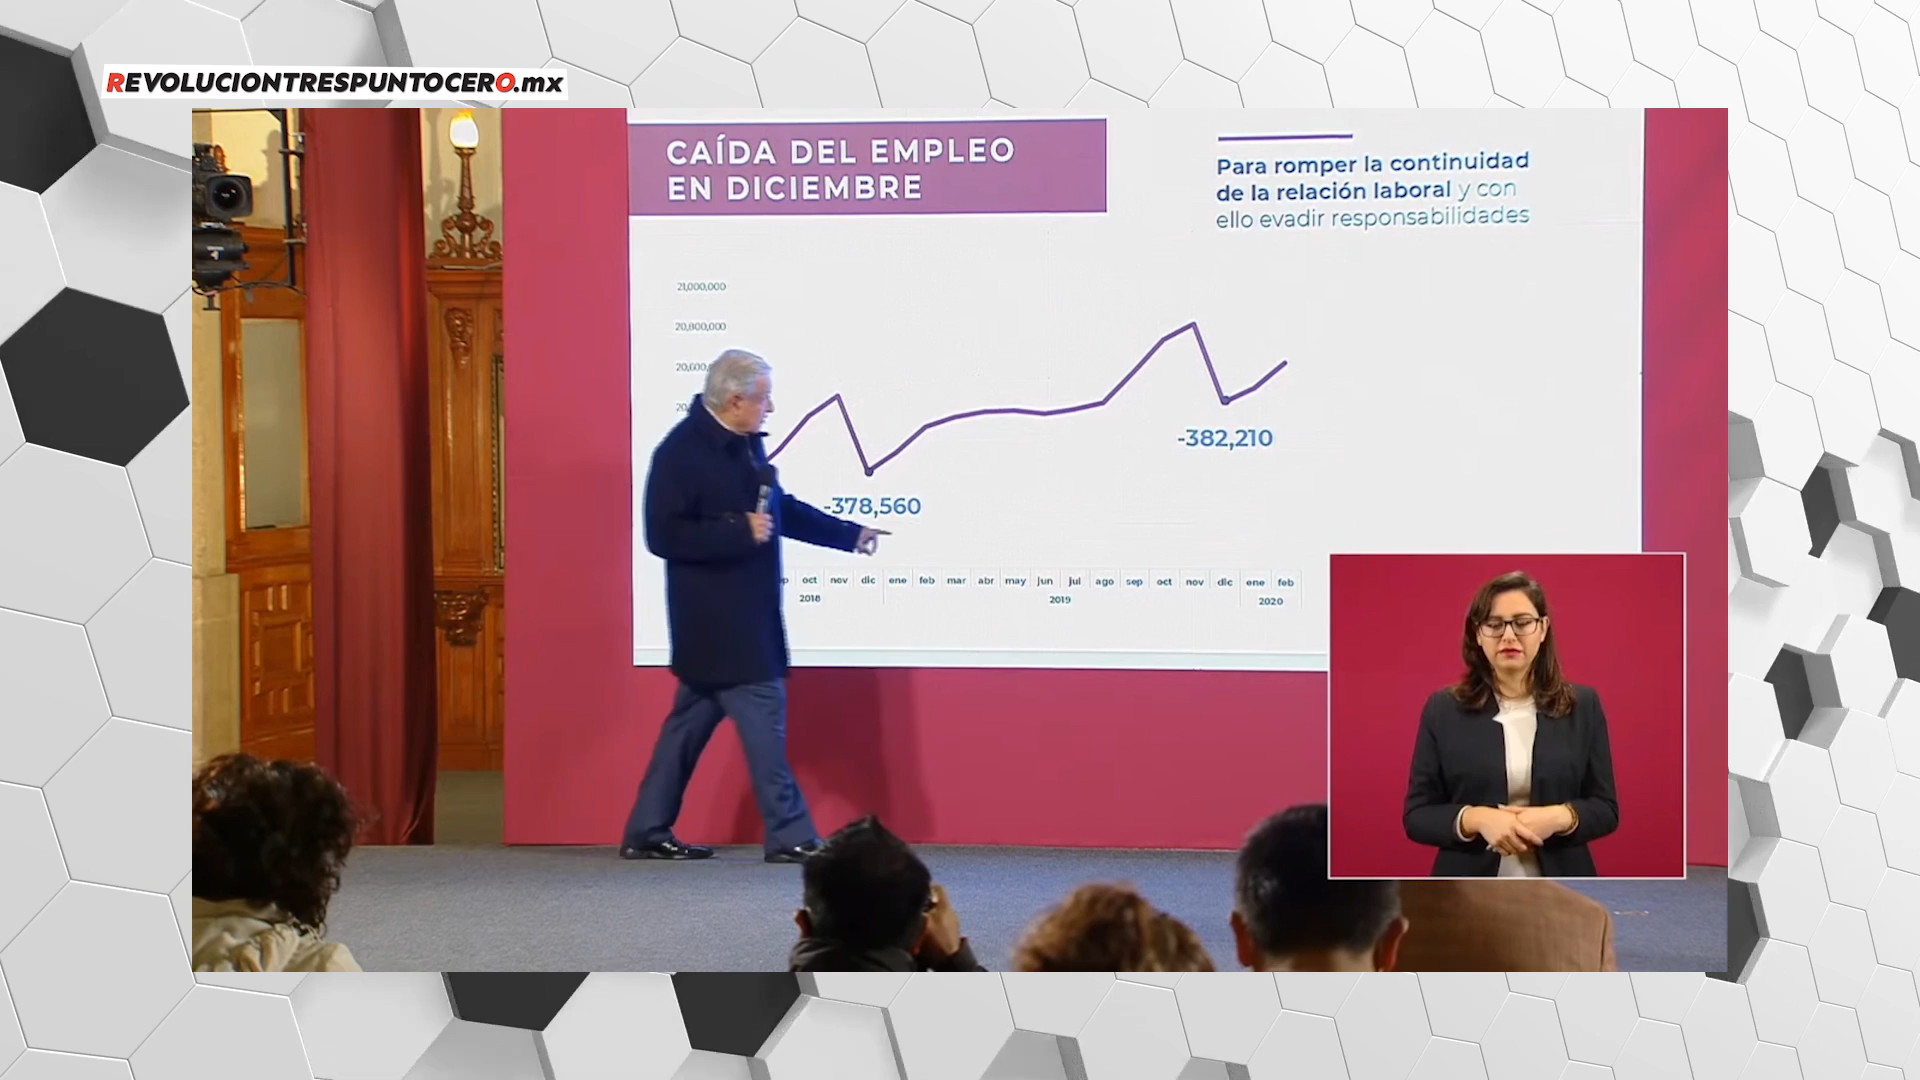 REVOLUCIONTRESPUNTOCERO.mx
CAÍDA DEL EMPLEO
EN DICIEMBRE
Para romper la continuidad
de la relación laboral y con
ello evadir responsabilidades
21,000,000
20,800,000
-382,210
-378,560
oct nov dic ene feb mar abr may jun jul ago sep oct nov dic ene feb
2018 2019 2020